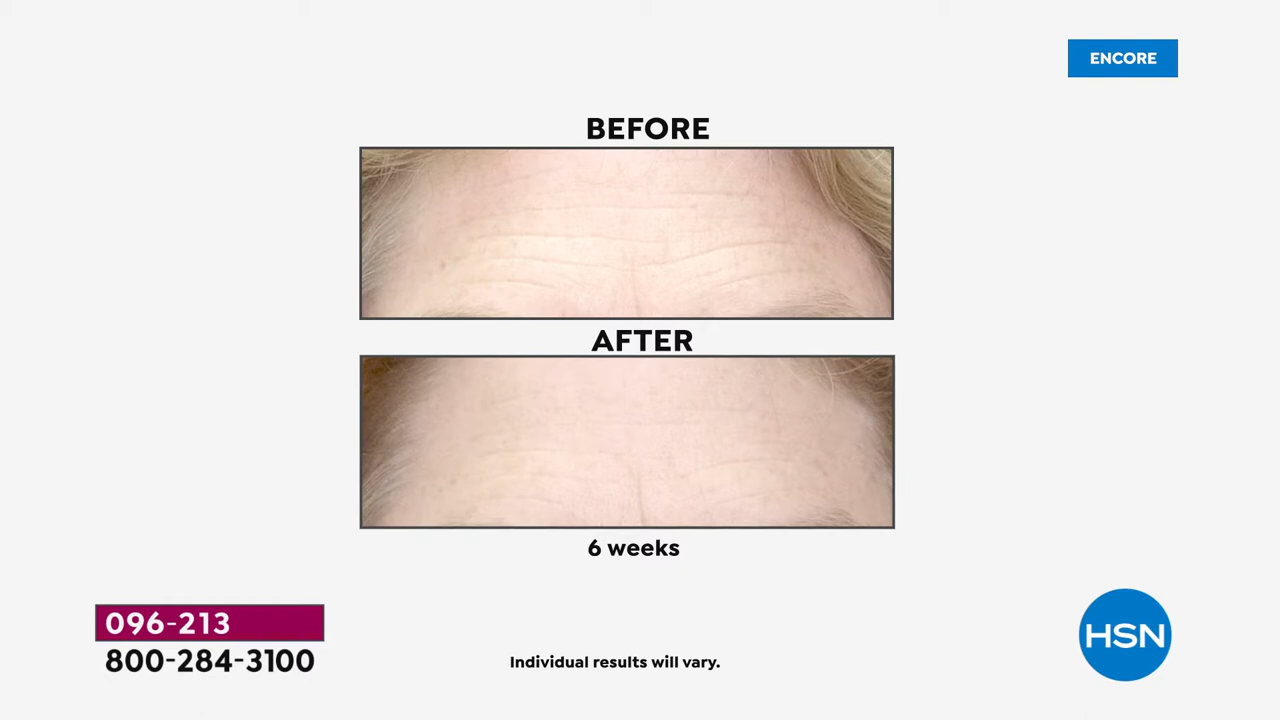 ENCORE
BEFORE
AFTER
6 weeks
096-213
800-284-3100
Individual results will vary.
HSN